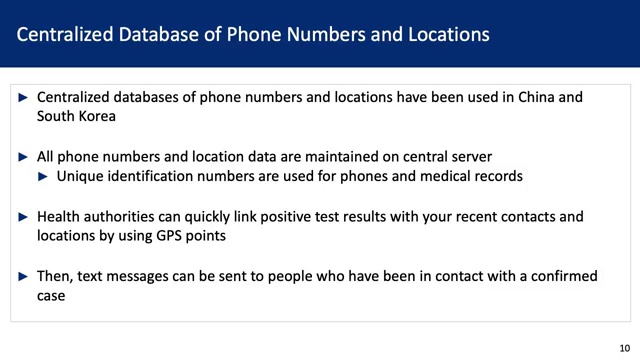 Centralized Database of Phone Numbers and Locations
► Centralized databases of phone numbers and locations have been used in China and
South Korea
► All phone numbers and location data are maintained on central server
► Unique identification numbers are used for phones and medical records
► Health authorities can quickly link positive test results with your recent contacts and
locations by using GPS points
► Then, text messages can be sent to people who have been in contact with a confirmed
case
10